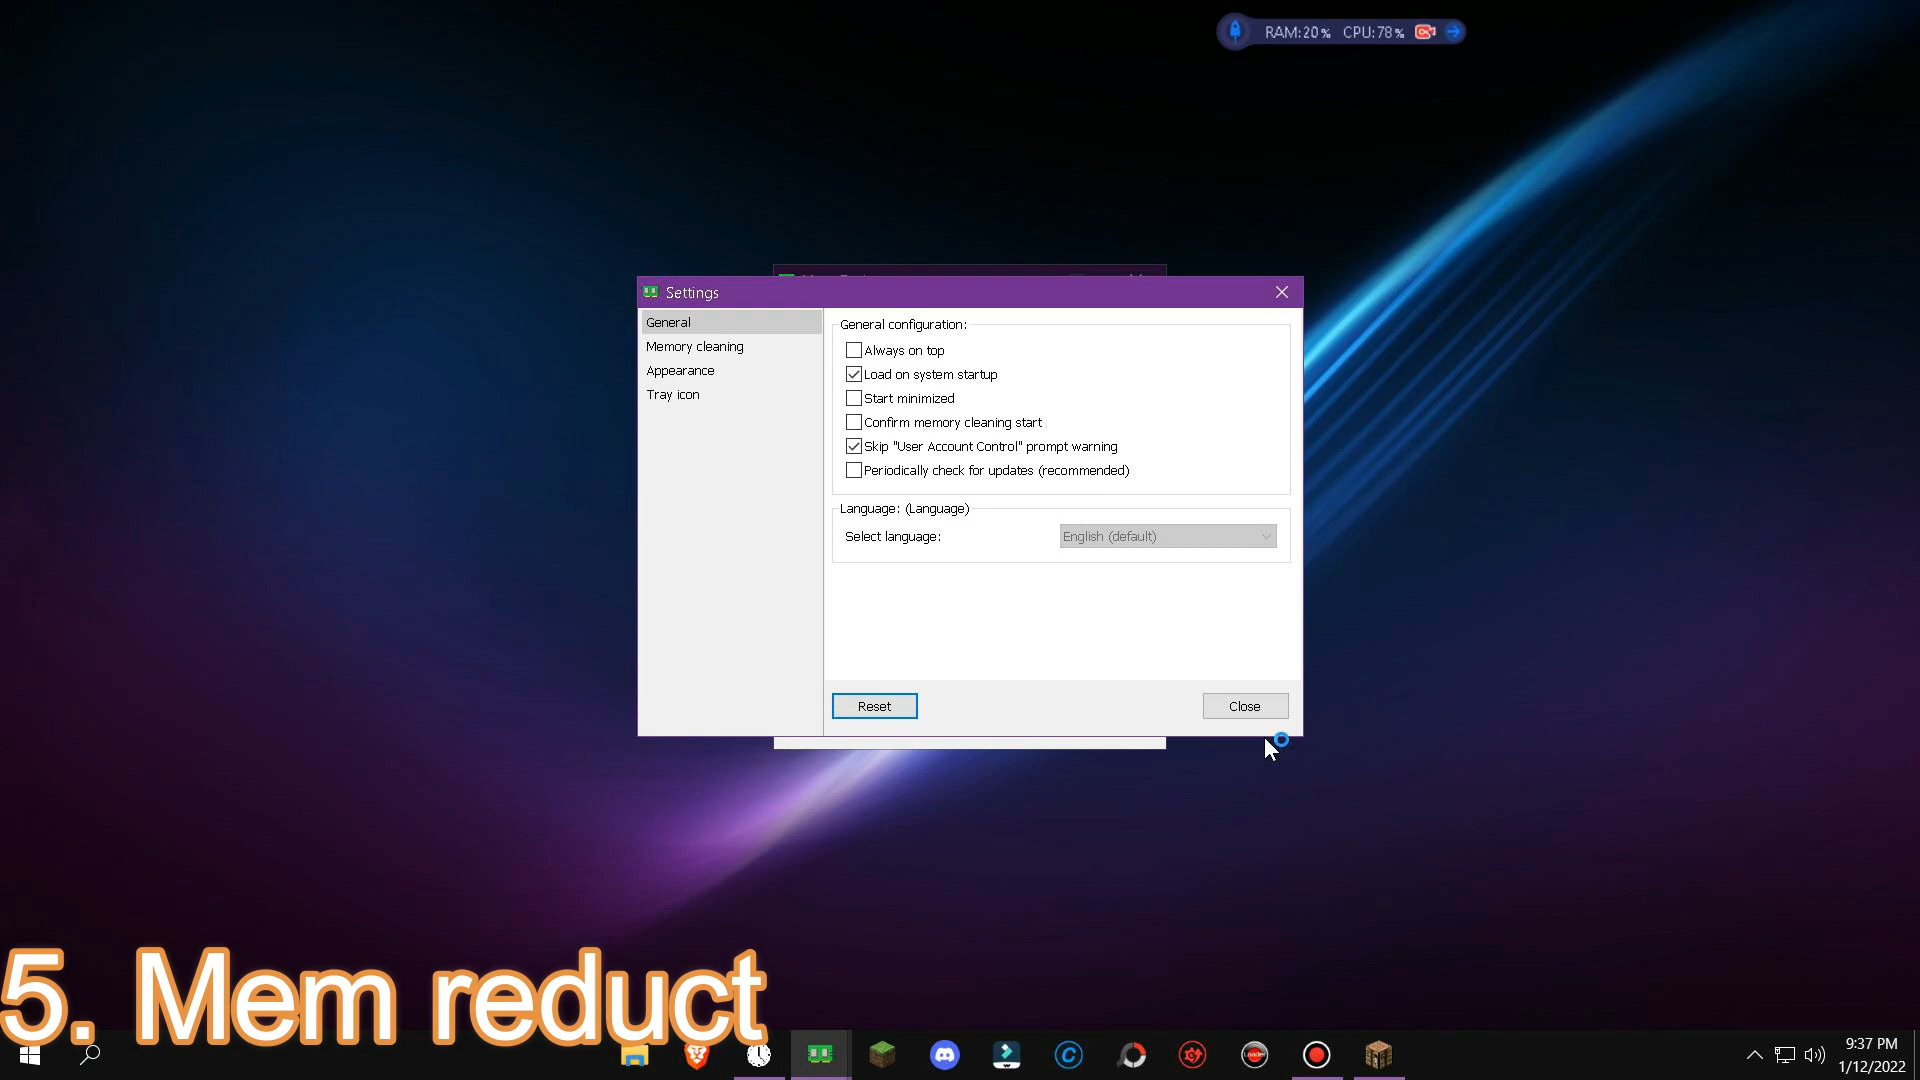 RAM:20% CPU:78%
Settings
General
Memory cleaning
Appearance
Tray icon
General configuration:
Always on top
Load on system startup
Start minimized
Confirm memory cleaning start
Skip "User Account Control" prompt warning
Periodically check for updates (recommended)
Language: (Language)
Select language:
English (default)
Reset
Close
5. Mem reduct
Loader
9:37 PM
1/12/2022